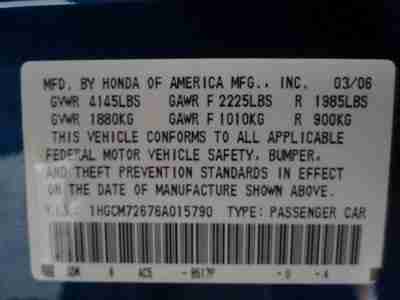 MFD. BY HONDA OF AMERICA MFG., INC. 03/06
GVWR 4145LBS GAWR F 2225LBS R 1985LBS
GVWR 1880KG GAWR F 1010KG R 900KG
THIS VEHICLE CONFORMS TO ALL APPLICABLE
FEDERAL MOTOR VEHICLE SAFETY, BUMPER,
AND THEFT PREVENTION STANDARDS IN EFFECT
ON THE DATE OF MANUFACTURE SHOWN ABOVE.
V.I.N. 1HGCM72676A015790 TYPE: PASSENGER CAR
AC5 B517P